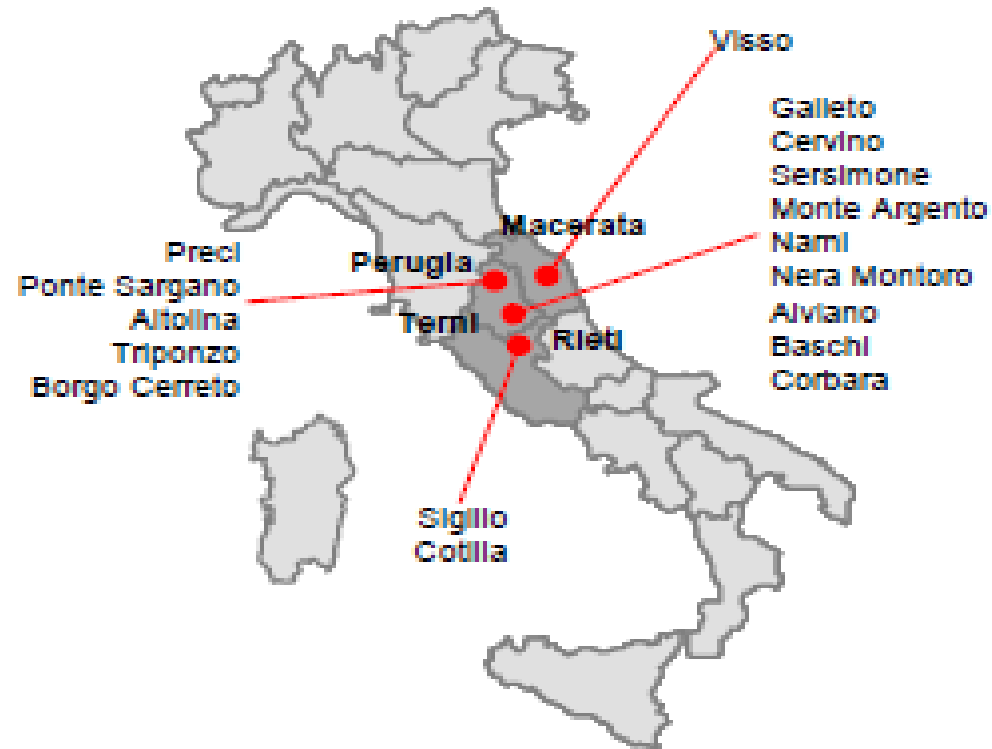 Visso
Galleto
Cervino
Sersimone
Monte Argento
Narni
Nera Montoro
Alviano
Baschi
Corbara
Macerata
Perugia
Terni
Rieti
Preci
Ponte Sargano
Altolina
Triponzo
Borgo Cerreto
Sigillo
Cotilia